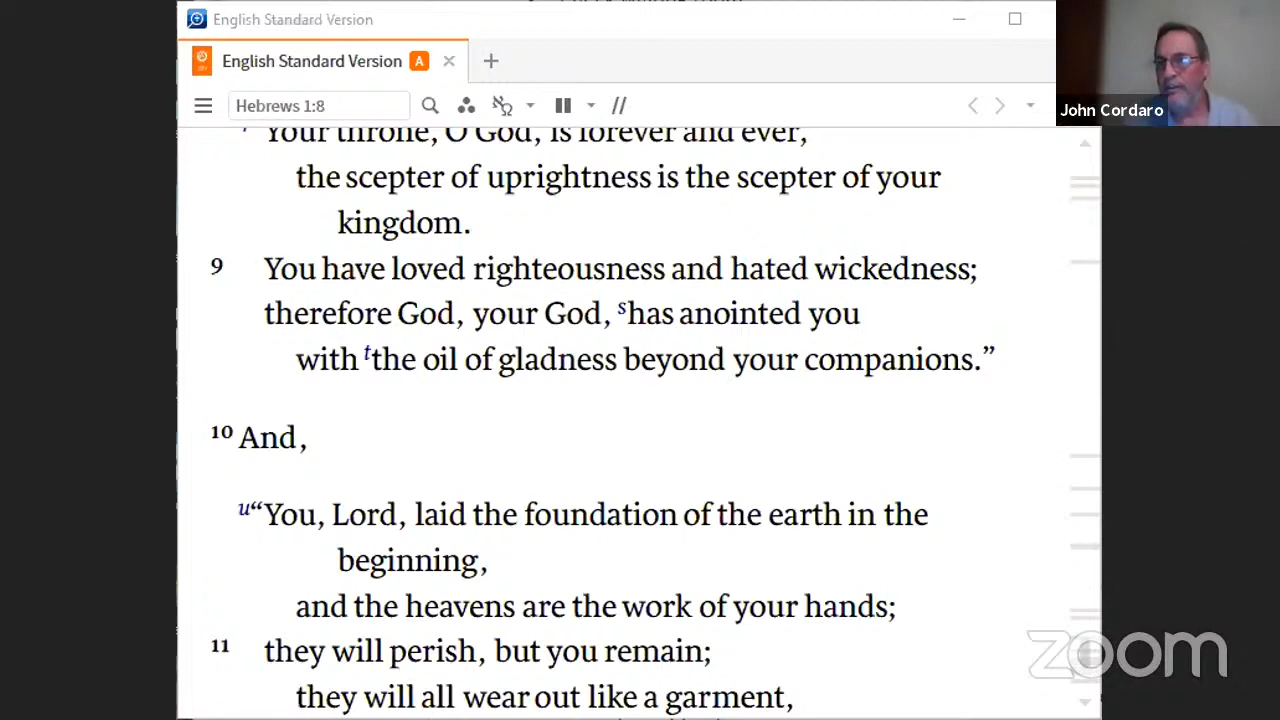 English Standard Version
English Standard Version A
Hebrews 1:8
John Cordaro
Your throne, O God, is forever and ever,
the scepter of uprightness is the scepter of your
kingdom.
9 You have loved righteousness and hated wickedness;
therefore God, your God, s has anointed you
with t the oil of gladness beyond your companions.”
10 And,
u “You, Lord, laid the foundation of the earth in the
beginning,
and the heavens are the work of your hands;
11 they will perish, but you remain;
they will all wear out like a garment,
zoom